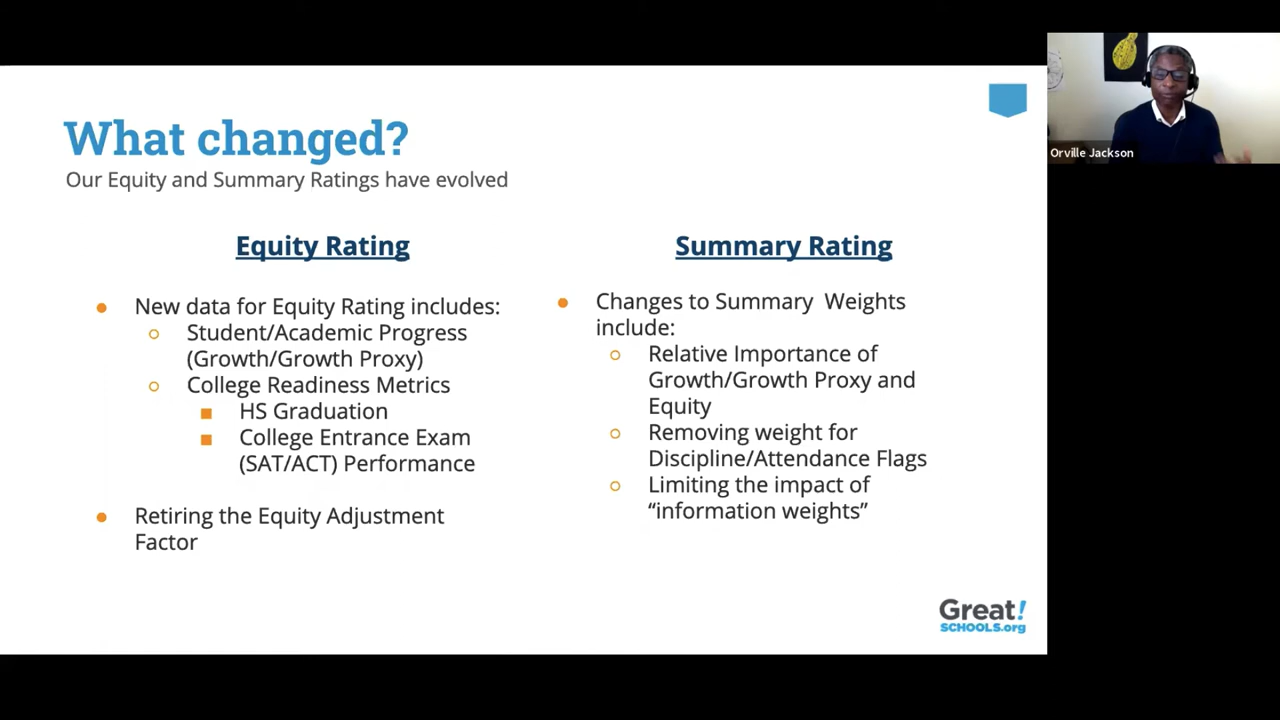 What changed?
Our Equity and Summary Ratings have evolved
Equity Rating
● New data for Equity Rating includes:
○ Student/Academic Progress
(Growth/Growth Proxy)
○ College Readiness Metrics
■ HS Graduation
■ College Entrance Exam
(SAT/ACT) Performance
● Retiring the Equity Adjustment
Factor
Summary Rating
● Changes to Summary Weights
include:
○ Relative Importance of
Growth/Growth Proxy and
Equity
○ Removing weight for
Discipline/Attendance Flags
○ Limiting the impact of
“information weights”
Great!
SCHOOLS.org
Orville Jackson